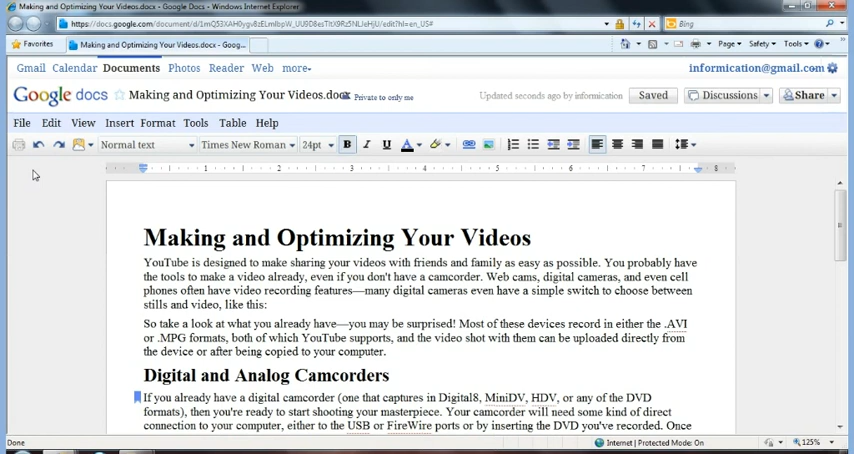 Making and Optimizing Your Videos.docx - Google Docs - Windows Internet Explorer
Bing
Favorites Making and Optimizing Your Videos.docx - Goog... Page Safety Tools
Gmail Calendar Documents Photos Reader Web more informication@gmail.com
Google docs Making and Optimizing Your Videos.docx Private to only me Updated seconds ago by informication Saved Discussions Share
File Edit View Insert Format Tools Table Help
Normal text Times New Roman 24pt B I U A
1 2 3 4 5 6 7 8
Making and Optimizing Your Videos
YouTube is designed to make sharing your videos with friends and family as easy as possible. You probably have
the tools to make a video already, even if you don't have a camcorder. Web cams, digital cameras, and even cell
phones often have video recording features—many digital cameras even have a simple switch to choose between
stills and video, like this:
So take a look at what you already have—you may be surprised! Most of these devices record in either the .AVI
or .MPG formats, both of which YouTube supports, and the video shot with them can be uploaded directly from
the device or after being copied to your computer.
Digital and Analog Camcorders
If you already have a digital camcorder (one that captures in Digital8, MiniDV, HDV, or any of the DVD
formats), then you're ready to start shooting your masterpiece. Your camcorder will need some kind of direct
connection to your computer, either to the USB or FireWire ports or by inserting the DVD you've recorded. Once
Done Internet | Protected Mode: On 125%